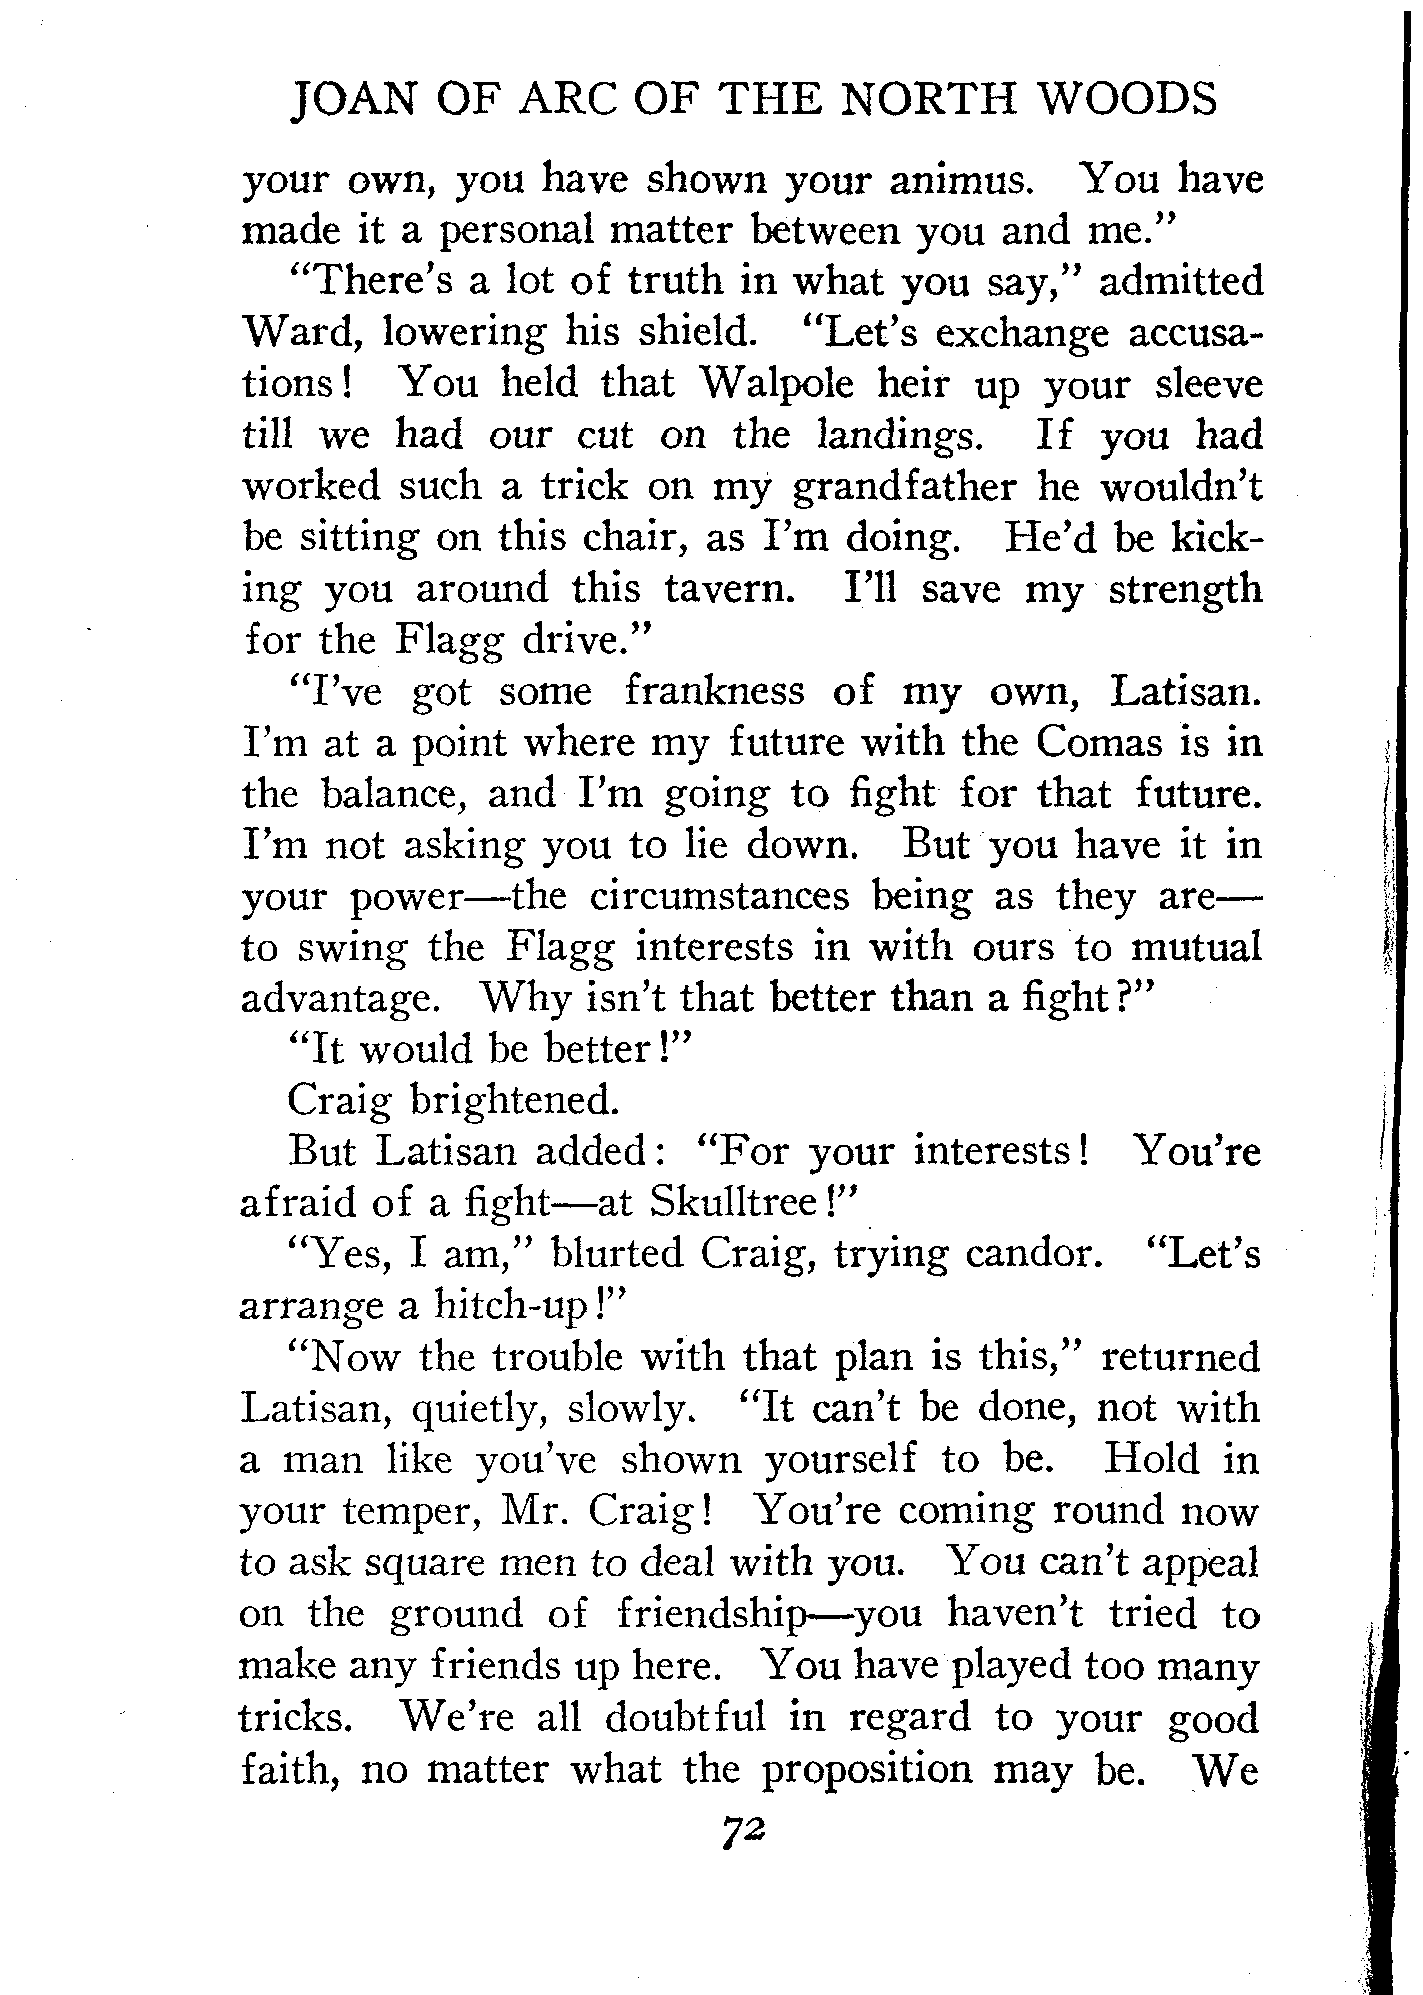 JOAN OF ARC OF THE NORTH WOODS
your own, you have shown your animus. You have
made it a personal matter between you and me.”
“There's a lot of truth in what you say,” admitted
Ward, lowering his shield. “Let's exchange accusa-
tions! You held that Walpole heir up your sleeve
till we had our cut on the landings. If you had
worked such a trick on my grandfather he wouldn't
be sitting on this chair, as I'm doing. He'd be kick-
ing you around this tavern. I'll save my strength
for the Flagg drive.”
“I've got some frankness of my own, Latisan.
I'm at a point where my future with the Comas is in
the balance, and I'm going to fight for that future.
I'm not asking you to lie down. But you have it in
your power—the circumstances being as they are—
to swing the Flagg interests in with ours to mutual
advantage. Why isn't that better than a fight?”
“It would be better!”
Craig brightened.
But Latisan added: “For your interests! You're
afraid of a fight—at Skulltree!”
“Yes, I am,” blurted Craig, trying candor. “Let's
arrange a hitch-up!”
“Now the trouble with that plan is this,” returned
Latisan, quietly, slowly. “It can't be done, not with
a man like you've shown yourself to be. Hold in
your temper, Mr. Craig! You're coming round now
to ask square men to deal with you. You can't appeal
on the ground of friendship—you haven't tried to
make any friends up here. You have played too many
tricks. We're all doubtful in regard to your good
faith, no matter what the proposition may be. We
72